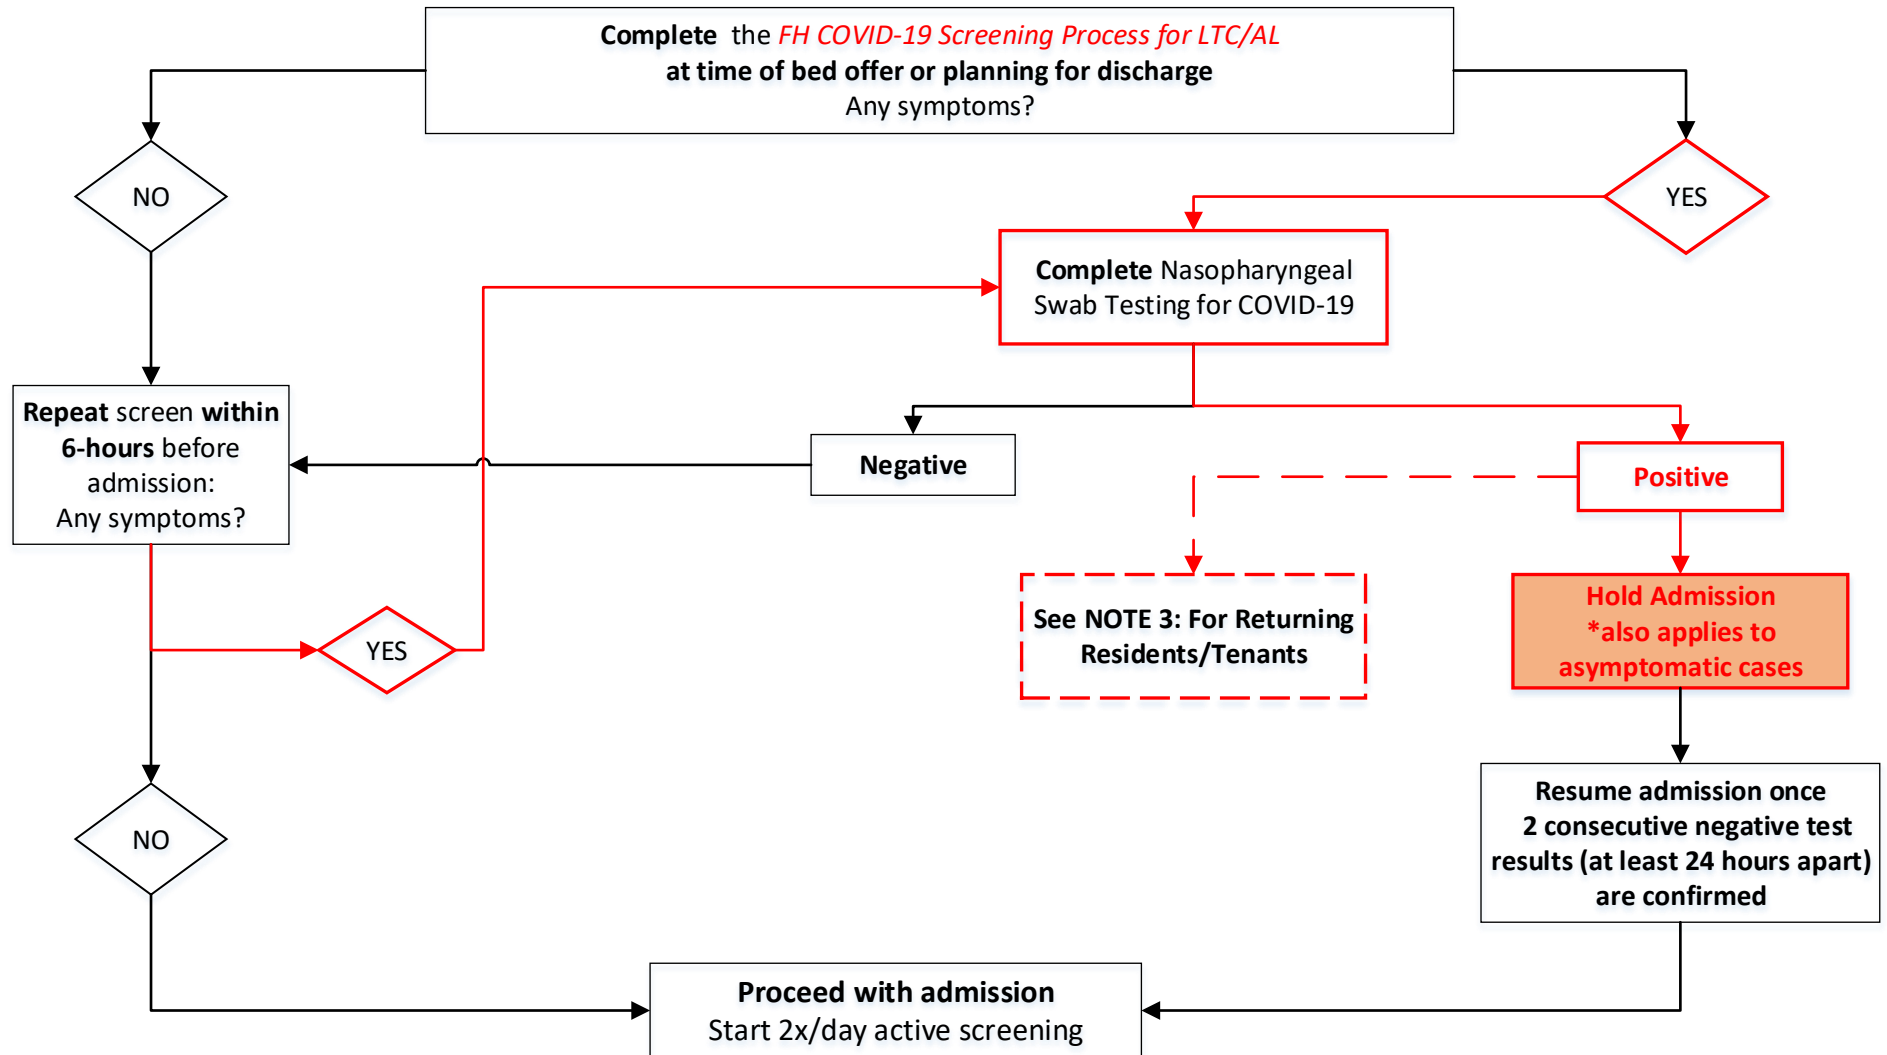 Complete the FH COVID-19 Screening Process for LTC/AL
at time of bed offer or planning for discharge
Any symptoms?
NO
YES
Complete Nasopharyngeal
Swab Testing for COVID-19
Repeat screen within
6-hours before
admission:
Any symptoms?
Negative
Positive
See NOTE 3: For Returning
Residents/Tenants
Hold Admission
*also applies to
asymptomatic cases
YES
NO
Resume admission once
2 consecutive negative test
results (at least 24 hours apart)
are confirmed
Proceed with admission
Start 2x/day active screening